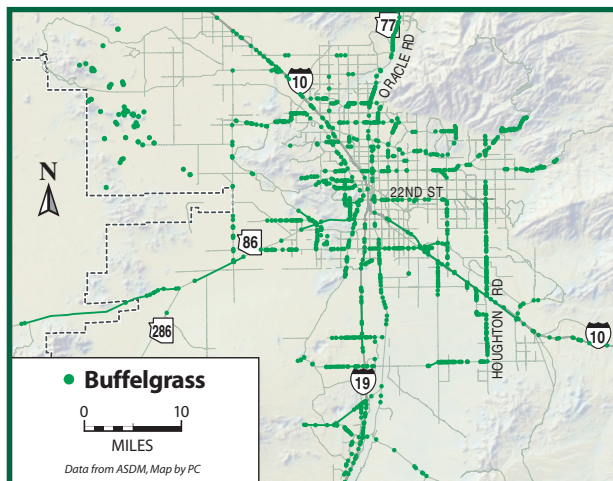 77
ORACLE RD
10
N
22ND ST
86
286
HOUGHTON RD
10
19
Buffelgrass
0 10
MILES
Data from ASDM, Map by PC